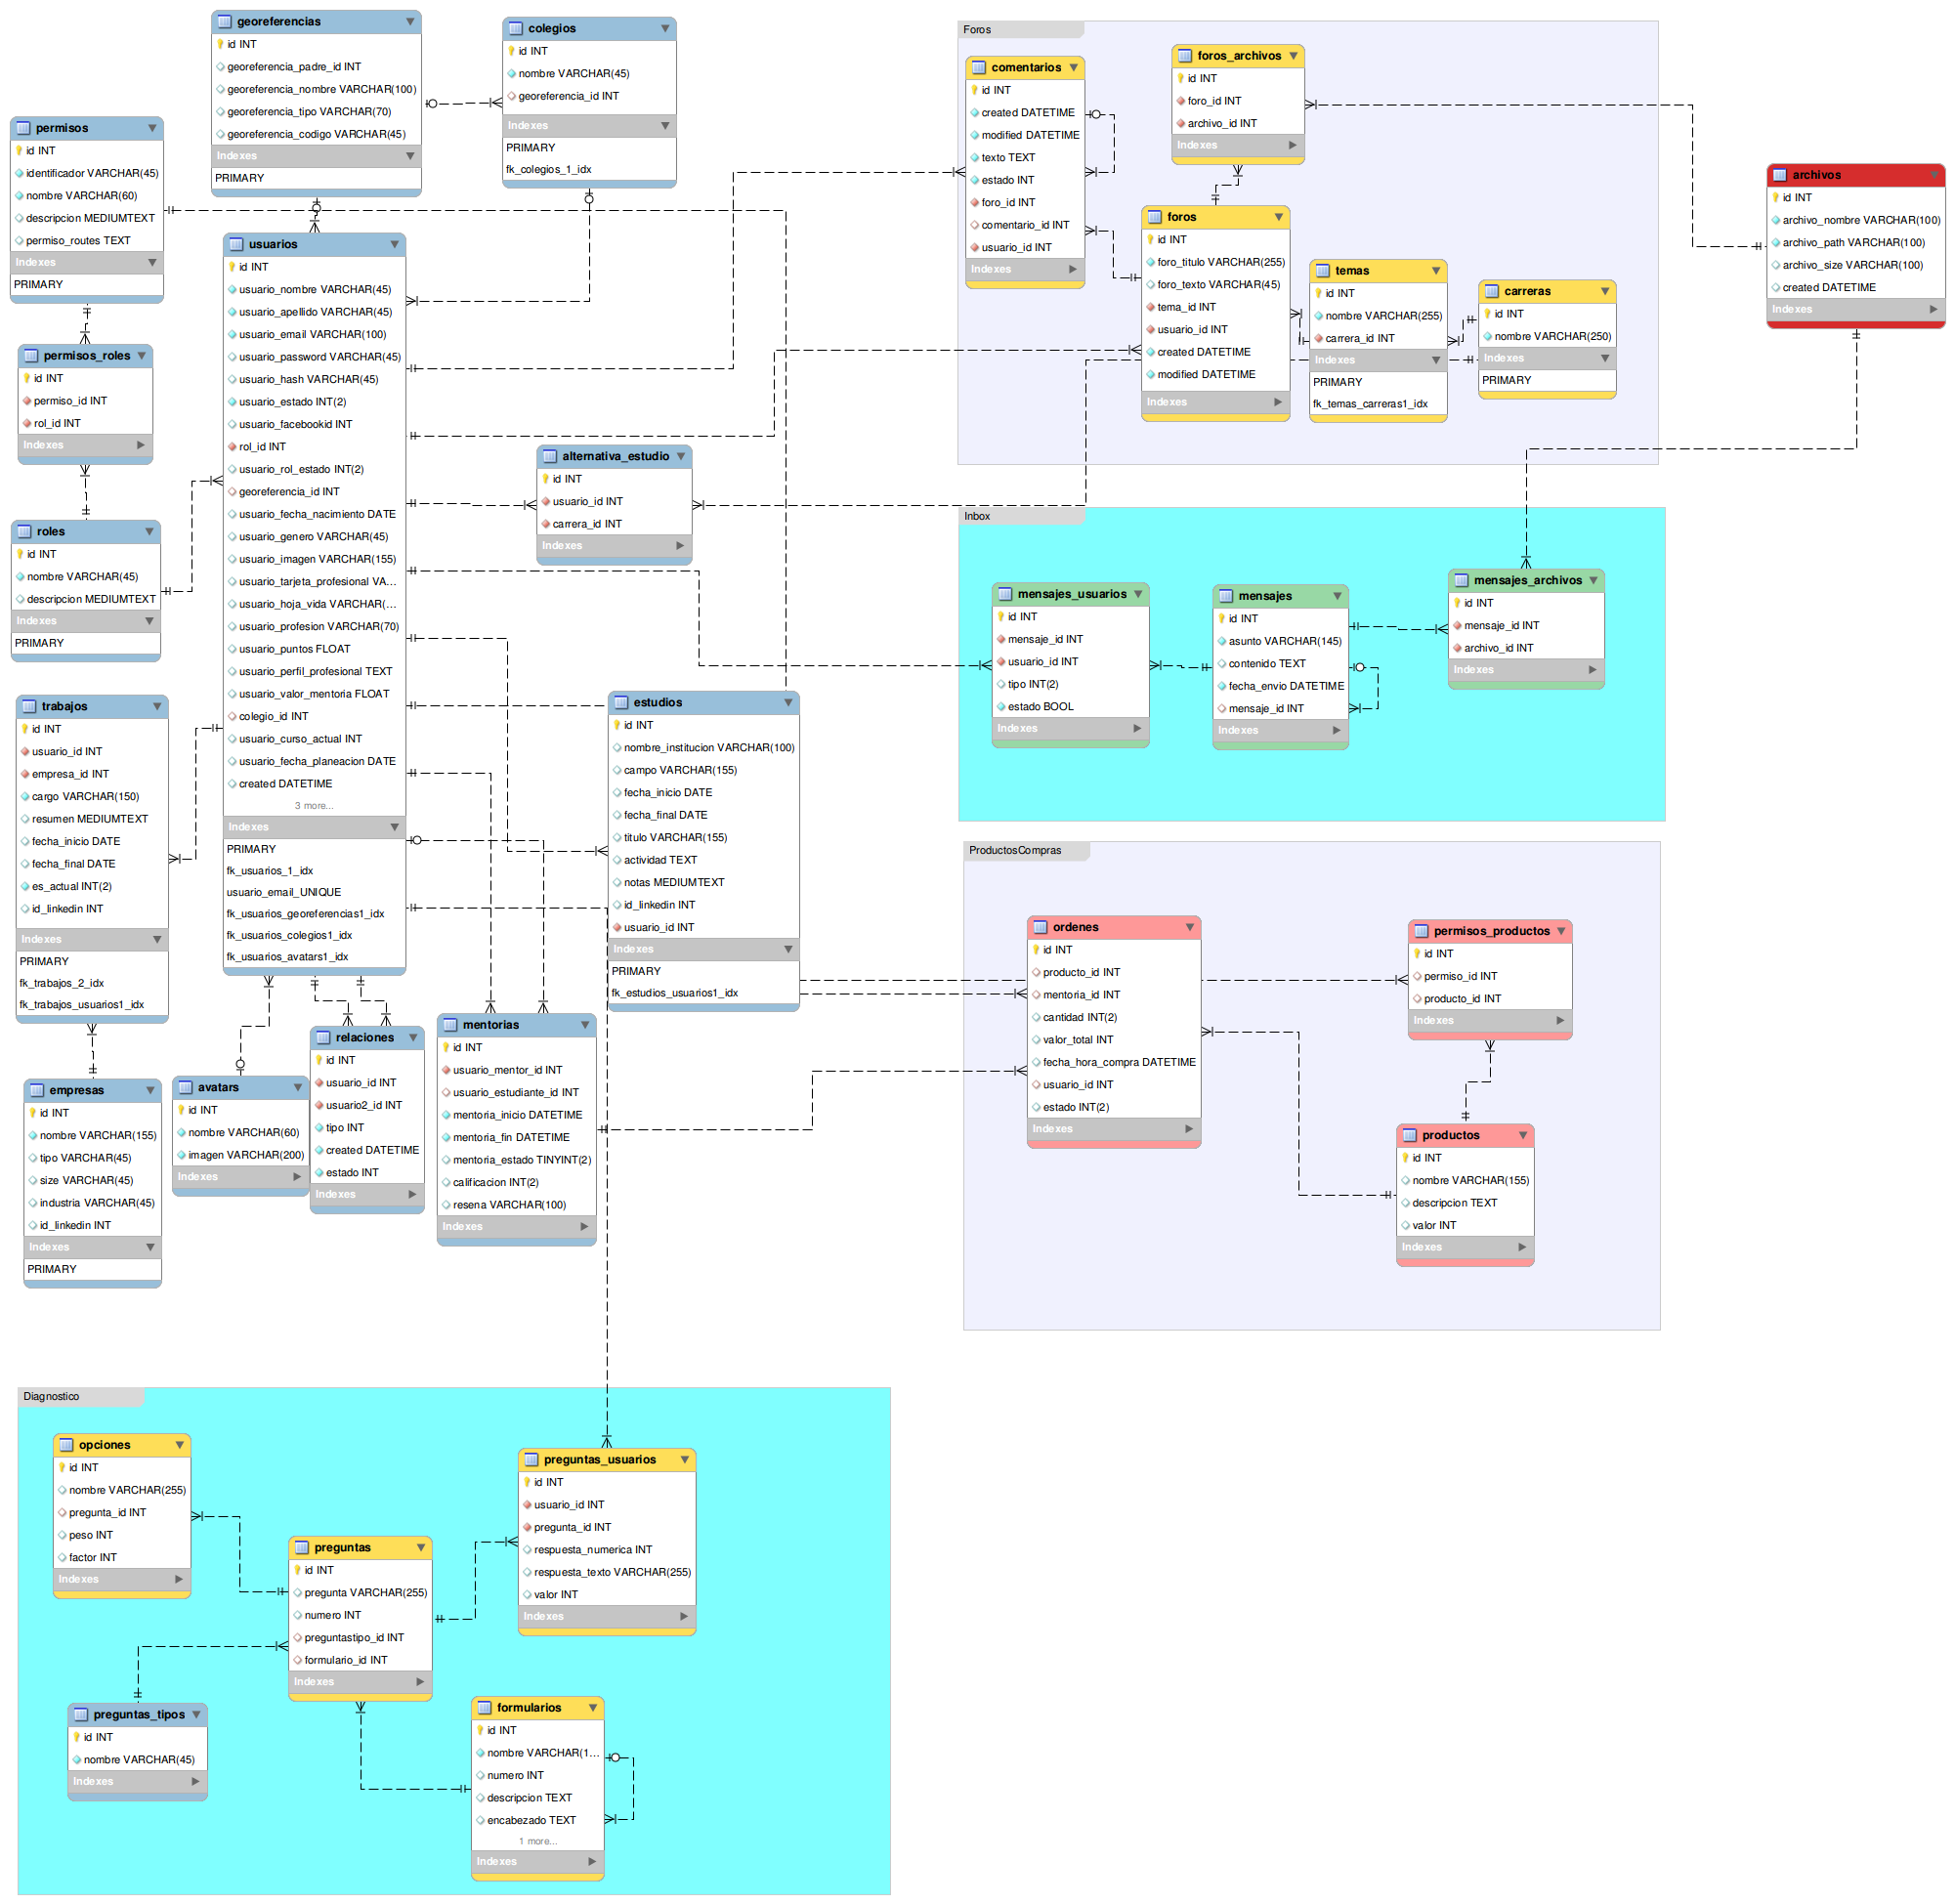 georeferencias
id INT
georeferencia_padre_id INT
georeferencia_nombre VARCHAR(100)
georeferencia_tipo VARCHAR(70)
georeferencia_codigo VARCHAR(45)
Indexes
PRIMARY
colegios
id INT
nombre VARCHAR(45)
georeferencia_id INT
Indexes
PRIMARY
fk_colegios_1_idx
permisos
id INT
identificador VARCHAR(45)
nombre VARCHAR(60)
descripcion MEDIUMTEXT
permiso_routes TEXT
Indexes
PRIMARY
permisos_roles
id INT
permiso_id INT
rol_id INT
Indexes
roles
id INT
nombre VARCHAR(45)
descripcion MEDIUMTEXT
Indexes
PRIMARY
usuarios
id INT
usuario_nombre VARCHAR(45)
usuario_apellido VARCHAR(45)
usuario_email VARCHAR(100)
usuario_password VARCHAR(45)
usuario_hash VARCHAR(45)
usuario_estado INT(2)
usuario_facebookid INT
rol_id INT
usuario_rol_estado INT(2)
georeferencia_id INT
usuario_fecha_nacimiento DATE
usuario_genero VARCHAR(45)
usuario_imagen VARCHAR(155)
usuario_tarjeta_profesional VA...
usuario_hoja_vida VARCHAR(...
usuario_profesion VARCHAR(70)
usuario_puntos FLOAT
usuario_perfil_profesional TEXT
usuario_valor_mentoria FLOAT
colegio_id INT
usuario_curso_actual INT
usuario_fecha_planeacion DATE
created DATETIME
3 more...
Indexes
PRIMARY
fk_usuarios_1_idx
usuario_email_UNIQUE
fk_usuarios_georeferencias1_idx
fk_usuarios_colegios1_idx
fk_usuarios_avatars1_idx
alternativa_estudio
id INT
usuario_id INT
carrera_id INT
Indexes
trabajos
id INT
usuario_id INT
empresa_id INT
cargo VARCHAR(150)
resumen MEDIUMTEXT
fecha_inicio DATE
fecha_final DATE
es_actual INT(2)
id_linkedin INT
Indexes
PRIMARY
fk_trabajos_2_idx
fk_trabajos_usuarios1_idx
estudios
id INT
nombre_institucion VARCHAR(100)
campo VARCHAR(155)
fecha_inicio DATE
fecha_final DATE
titulo VARCHAR(155)
actividad TEXT
notas MEDIUMTEXT
id_linkedin INT
usuario_id INT
Indexes
PRIMARY
fk_estudios_usuarios1_idx
empresas
id INT
nombre VARCHAR(155)
tipo VARCHAR(45)
size VARCHAR(45)
industria VARCHAR(45)
id_linkedin INT
Indexes
PRIMARY
avatars
id INT
nombre VARCHAR(60)
imagen VARCHAR(200)
Indexes
relaciones
id INT
usuario_id INT
usuario2_id INT
tipo INT
created DATETIME
estado INT
Indexes
mentorias
id INT
usuario_mentor_id INT
usuario_estudiante_id INT
mentoria_inicio DATETIME
mentoria_fin DATETIME
mentoria_estado TINYINT(2)
calificacion INT(2)
resena VARCHAR(100)
Indexes
Foros
comentarios
id INT
created DATETIME
modified DATETIME
texto TEXT
estado INT
foro_id INT
comentario_id INT
usuario_id INT
Indexes
foros_archivos
id INT
foro_id INT
archivo_id INT
Indexes
foros
id INT
foro_titulo VARCHAR(255)
foro_texto VARCHAR(45)
tema_id INT
usuario_id INT
created DATETIME
modified DATETIME
Indexes
temas
id INT
nombre VARCHAR(255)
carrera_id INT
Indexes
PRIMARY
fk_temas_carreras1_idx
carreras
id INT
nombre VARCHAR(250)
Indexes
PRIMARY
archivos
id INT
archivo_nombre VARCHAR(100)
archivo_path VARCHAR(100)
archivo_size VARCHAR(100)
created DATETIME
Indexes
Inbox
mensajes_usuarios
id INT
mensaje_id INT
usuario_id INT
tipo INT(2)
estado BOOL
Indexes
mensajes
id INT
asunto VARCHAR(145)
contenido TEXT
fecha_envio DATETIME
mensaje_id INT
Indexes
mensajes_archivos
id INT
mensaje_id INT
archivo_id INT
Indexes
ProductosCompras
ordenes
id INT
producto_id INT
mentoria_id INT
cantidad INT(2)
valor_total INT
fecha_hora_compra DATETIME
usuario_id INT
estado INT(2)
Indexes
permisos_productos
id INT
permiso_id INT
producto_id INT
Indexes
productos
id INT
nombre VARCHAR(155)
descripcion TEXT
valor INT
Indexes
Diagnostico
opciones
id INT
nombre VARCHAR(255)
pregunta_id INT
peso INT
factor INT
Indexes
preguntas
id INT
pregunta VARCHAR(255)
numero INT
preguntastipo_id INT
formulario_id INT
Indexes
preguntas_usuarios
id INT
usuario_id INT
pregunta_id INT
respuesta_numerica INT
respuesta_texto VARCHAR(255)
valor INT
Indexes
preguntas_tipos
id INT
nombre VARCHAR(45)
Indexes
formularios
id INT
nombre VARCHAR(1...
numero INT
descripcion TEXT
encabezado TEXT
1 more...
Indexes